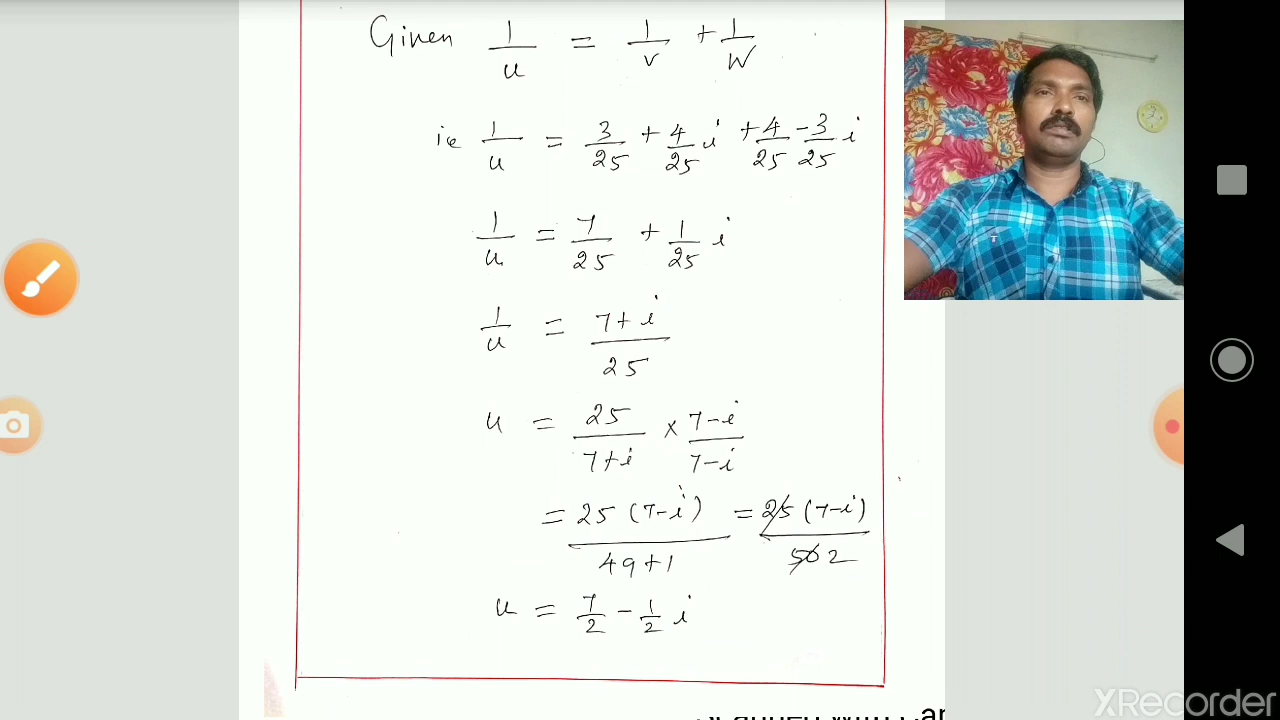 Given 1/u = 1/v + 1/w
ie 1/u = 3/25 + 4/25 i + 4/25 - 3/25 i
1/u = 7/25 + 1/25 i
1/u = 7+i/25
u = 25/7+i × 7-i/7-i
= 25 (7-i)/49+1 = 25 (7-i)/50 2
u = 7/2 - 1/2 i
XRecorder